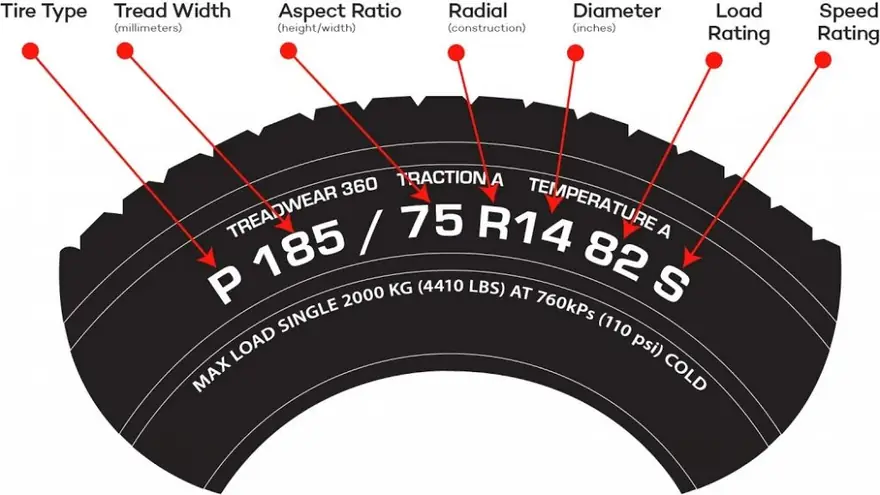 Tire Type
Tread Width
(millimeters)
Aspect Ratio
(height/width)
Radial
(construction)
Diameter
(inches)
Load
Rating
Speed
Rating
TREADWEAR 360 TRACTION A TEMPERATURE A
P 185 / 75 R14 82 S
MAX LOAD SINGLE 2000 KG (4410 LBS) AT 760kPs (110 psi) COLD